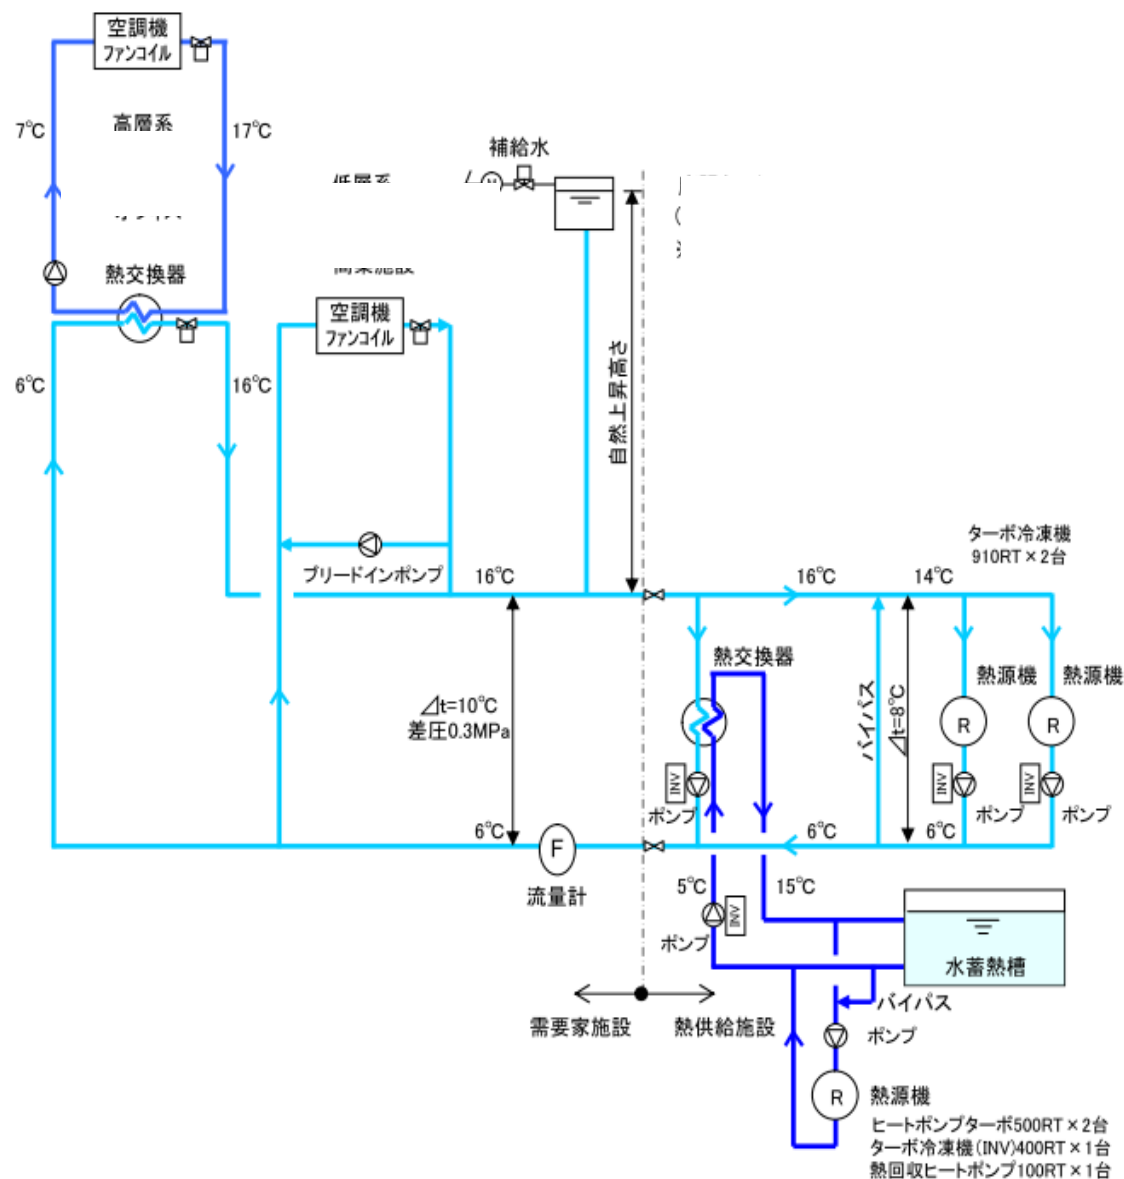 空調機
ファンコイル
7℃
高層系
17℃
補給水
熱交換器
空調機
ファンコイル
6℃
16℃
自然上昇高さ
ブリードインポンプ
16℃
16℃
14℃
ターボ冷凍機
910RT×2台
熱交換器
熱源機
熱源機
⊿t=10℃
差圧0.3MPa
バイパス
⊿t=8℃
R
R
INV
INV
INV
ポンプ
ポンプ
ポンプ
6℃
6℃
6℃
F
流量計
5℃
15℃
INV
ポンプ
水蓄熱槽
バイパス
需要家施設
熱供給施設
ポンプ
R
熱源機
ヒートポンプターボ500RT×2台
ターボ冷凍機(INV)400RT×1台
熱回収ヒートポンプ100RT×1台